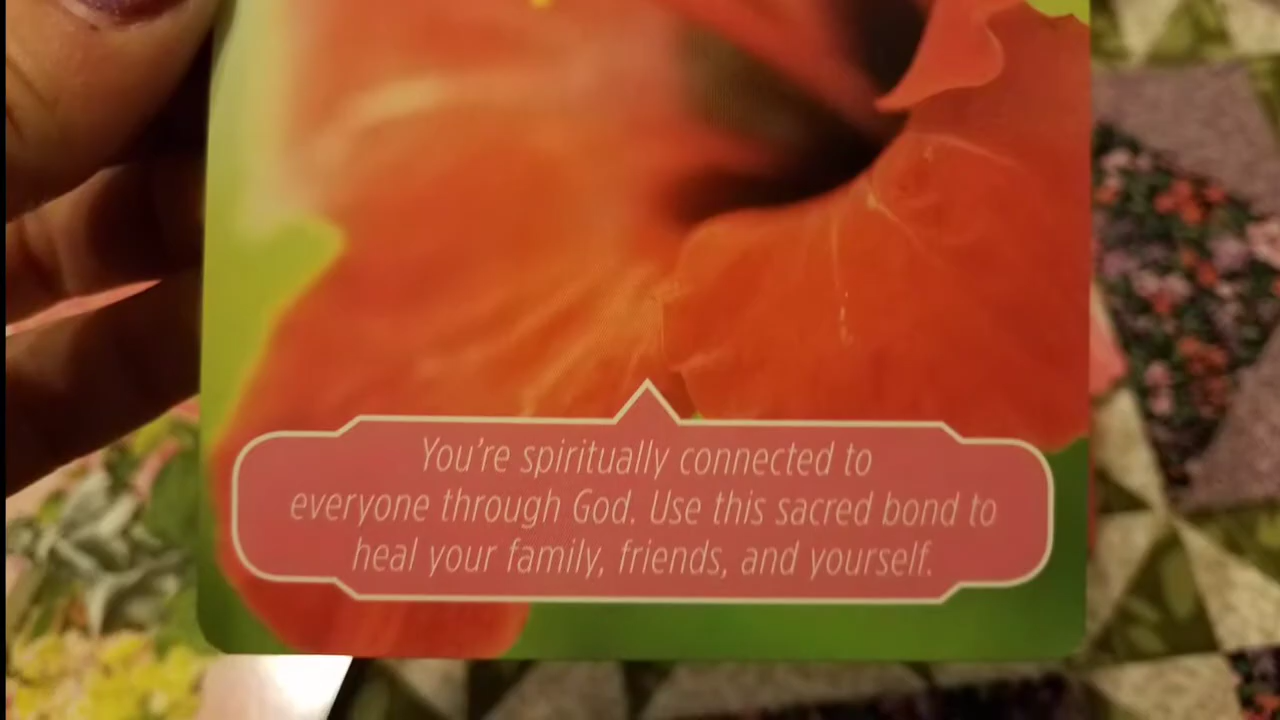 You're spiritually connected to
everyone through God. Use this sacred bond to
heal your family, friends, and yourself.